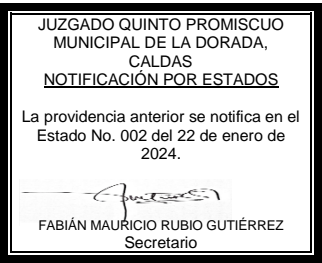 JUZGADO QUINTO PROMISCUO
MUNICIPAL DE LA DORADA,
CALDAS
NOTIFICACIÓN POR ESTADOS
La providencia anterior se notifica en el
Estado No. 002 del 22 de enero de
2024.
FABIÁN MAURICIO RUBIO GUTIÉRREZ
Secretario